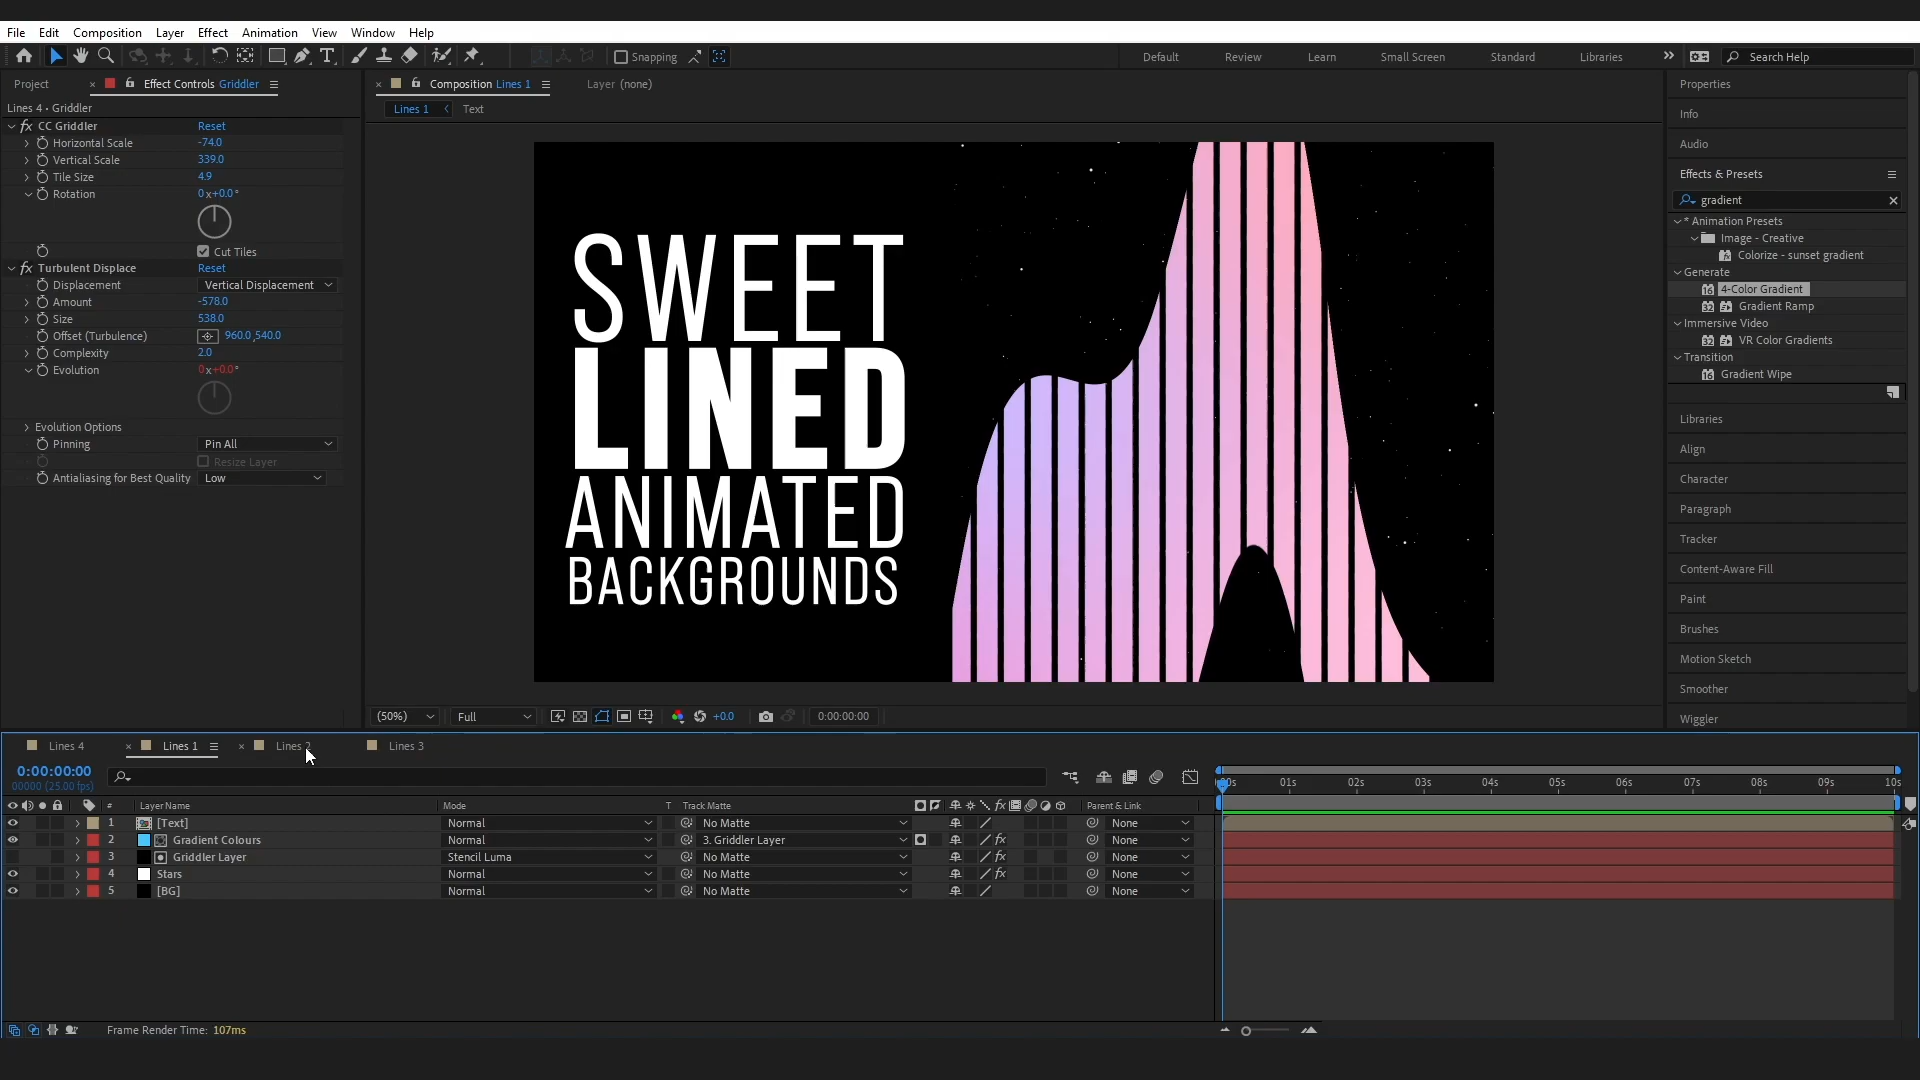 File Edit Composition Layer Effect Animation View Window Help
Snapping Default Review Learn Small Screen Standard Libraries Search Help
Project Effect Controls Griddler
Composition Lines 1 Layer (none)
Properties
Lines 4 • Griddler
Lines 1 Text
CC Griddler Reset
Horizontal Scale -74.0
Vertical Scale 339.0
Tile Size 4.9
Rotation 0x+0.0°
Cut Tiles
Turbulent Displace Reset
Displacement Vertical Displacement
Amount -578.0
Size 538.0
Offset (Turbulence) 960.0,540.0
Complexity 2.0
Evolution 0x+0.0°
Evolution Options
Pinning Pin All
Resize Layer
Antialiasing for Best Quality Low
SWEET
LINED
ANIMATED
BACKGROUNDS
Info
Audio
Effects & Presets
gradient
* Animation Presets
Image - Creative
Colorize - sunset gradient
Generate
16 4-Color Gradient
32 Gradient Ramp
Immersive Video
32 VR Color Gradients
Transition
16 Gradient Wipe
Libraries
Align
Character
Paragraph
Tracker
Content-Aware Fill
Paint
Brushes
Motion Sketch
Smoother
Wiggler
(50%) Full +0.0 0:00:00:00
Lines 4 Lines 1 Lines 2 Lines 3
0:00:00:00
00000 (25.00 fps)
01s 02s 03s 04s 05s 06s 07s 08s 09s 10s
# Layer Name Mode T Track Matte fx Parent & Link
1 [Text] Normal No Matte None
2 Gradient Colours Normal 3. Griddler Layer fx None
3 Griddler Layer Stencil Luma No Matte fx None
4 Stars Normal No Matte fx None
5 [BG] Normal No Matte None
Frame Render Time: 107ms